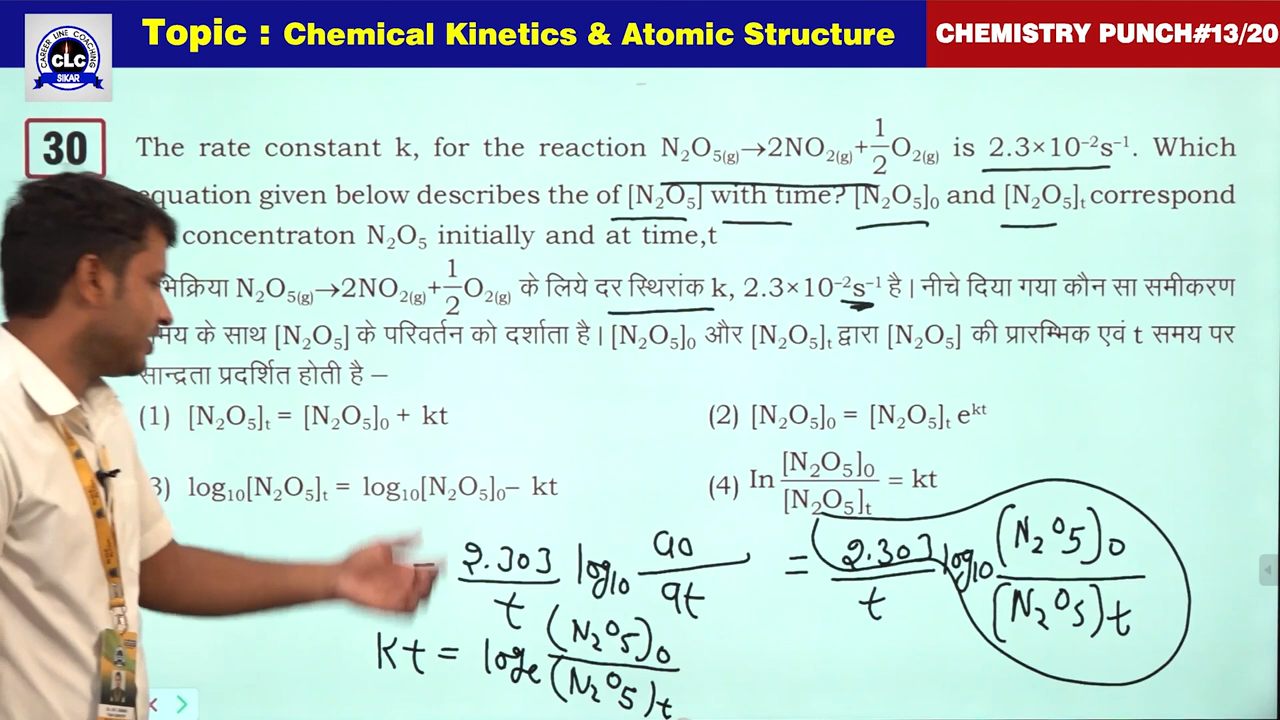 CAREER LINE COACHING
CLC
SIKAR
Topic : Chemical Kinetics & Atomic Structure
CHEMISTRY PUNCH#13/20
30
The rate constant k, for the reaction N₂O₅(g)→2NO₂(g)+1/2O₂(g) is 2.3×10⁻²s⁻¹. Which
equation given below describes the of [N₂O₅] with time? [N₂O₅]₀ and [N₂O₅]ₜ correspond
concentraton N₂O₅ initially and at time,t
N₂O₅(g)→2NO₂(g)+1/2O₂(g) के लिये दर स्थिरांक k, 2.3×10⁻²s⁻¹ है। नीचे दिया गया कौन सा समीकरण
के साथ [N₂O₅] के परिवर्तन को दर्शाता है। [N₂O₅]₀ और [N₂O₅]ₜ द्वारा [N₂O₅] की प्रारम्भिक एवं t समय पर
सान्द्रता प्रदर्शित होती है –
(1) [N₂O₅]ₜ = [N₂O₅]₀ + kt
(2) [N₂O₅]₀ = [N₂O₅]ₜ eᵏᵗ
3) log₁₀[N₂O₅]ₜ = log₁₀[N₂O₅]₀– kt
(4) In [N₂O₅]₀/[N₂O₅]ₜ = kt
= 2.303/t log₁₀ a0/at = 2.303/t log₁₀ (N₂O5)₀/(N₂O5)t
Kt = logₑ (N₂O5)₀/(N₂O5)t